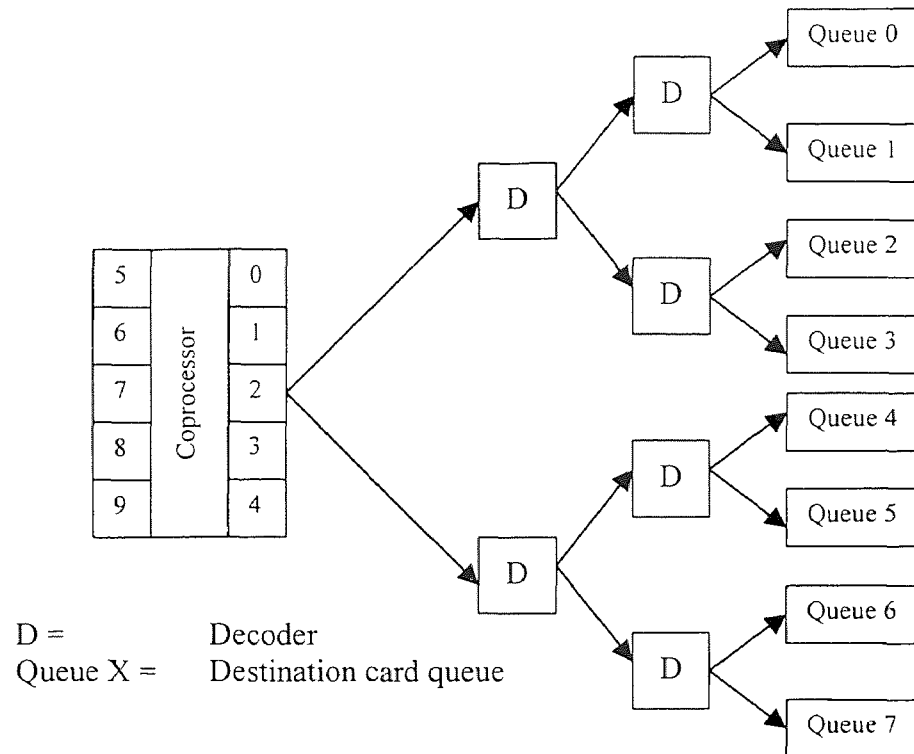 Queue 0
D
Queue 1
D
Queue 2
D
Queue 3
5
0
6
1
Coprocessor
7
2
8
3
9
4
Queue 4
D
Queue 5
D
Queue 6
D
Queue 7
D = Decoder
Queue X = Destination card queue